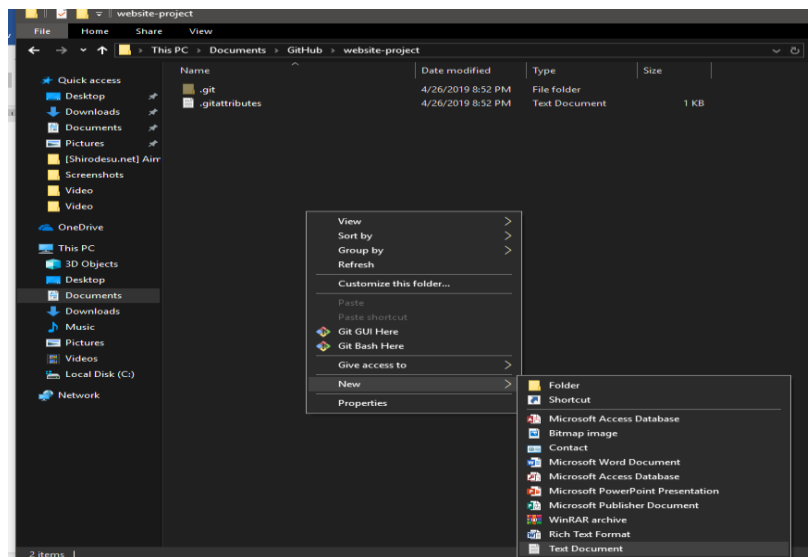 website-project
File Home Share View
This PC > Documents > GitHub > website-project
Name Date modified Type Size
.git 4/26/2019 8:52 PM File folder
.gitattributes 4/26/2019 8:52 PM Text Document 1 KB
Quick access
Desktop
Downloads
Documents
Pictures
[Shirodesu.net] Aim
Screenshots
Video
Video
OneDrive
This PC
3D Objects
Desktop
Documents
Downloads
Music
Pictures
Videos
Local Disk (C:)
Network
View
Sort by
Group by
Refresh
Customize this folder...
Paste
Paste shortcut
Git GUI Here
Git Bash Here
Give access to
New
Properties
Folder
Shortcut
Microsoft Access Database
Bitmap image
Contact
Microsoft Word Document
Microsoft Access Database
Microsoft PowerPoint Presentation
Microsoft Publisher Document
WinRAR archive
Rich Text Format
Text Document
2 items